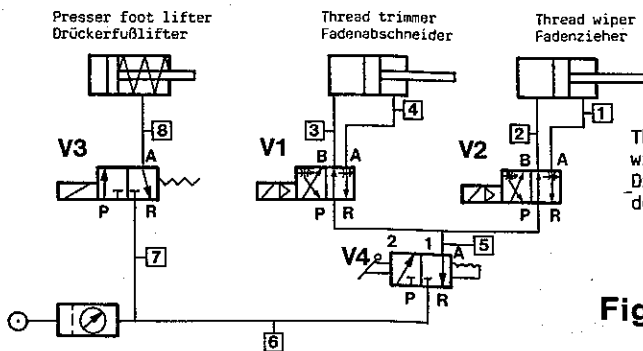 Presser foot lifter
Drückerfußlifter
Thread trimmer
Fadenabschneider
Thread wiper
Fadenzieher
8
3
4
2
1
V3
A
P
R
V1
B
A
P
R
V2
B
A
P
R
V4
2
1
A
5
P
R
7
6
Fig